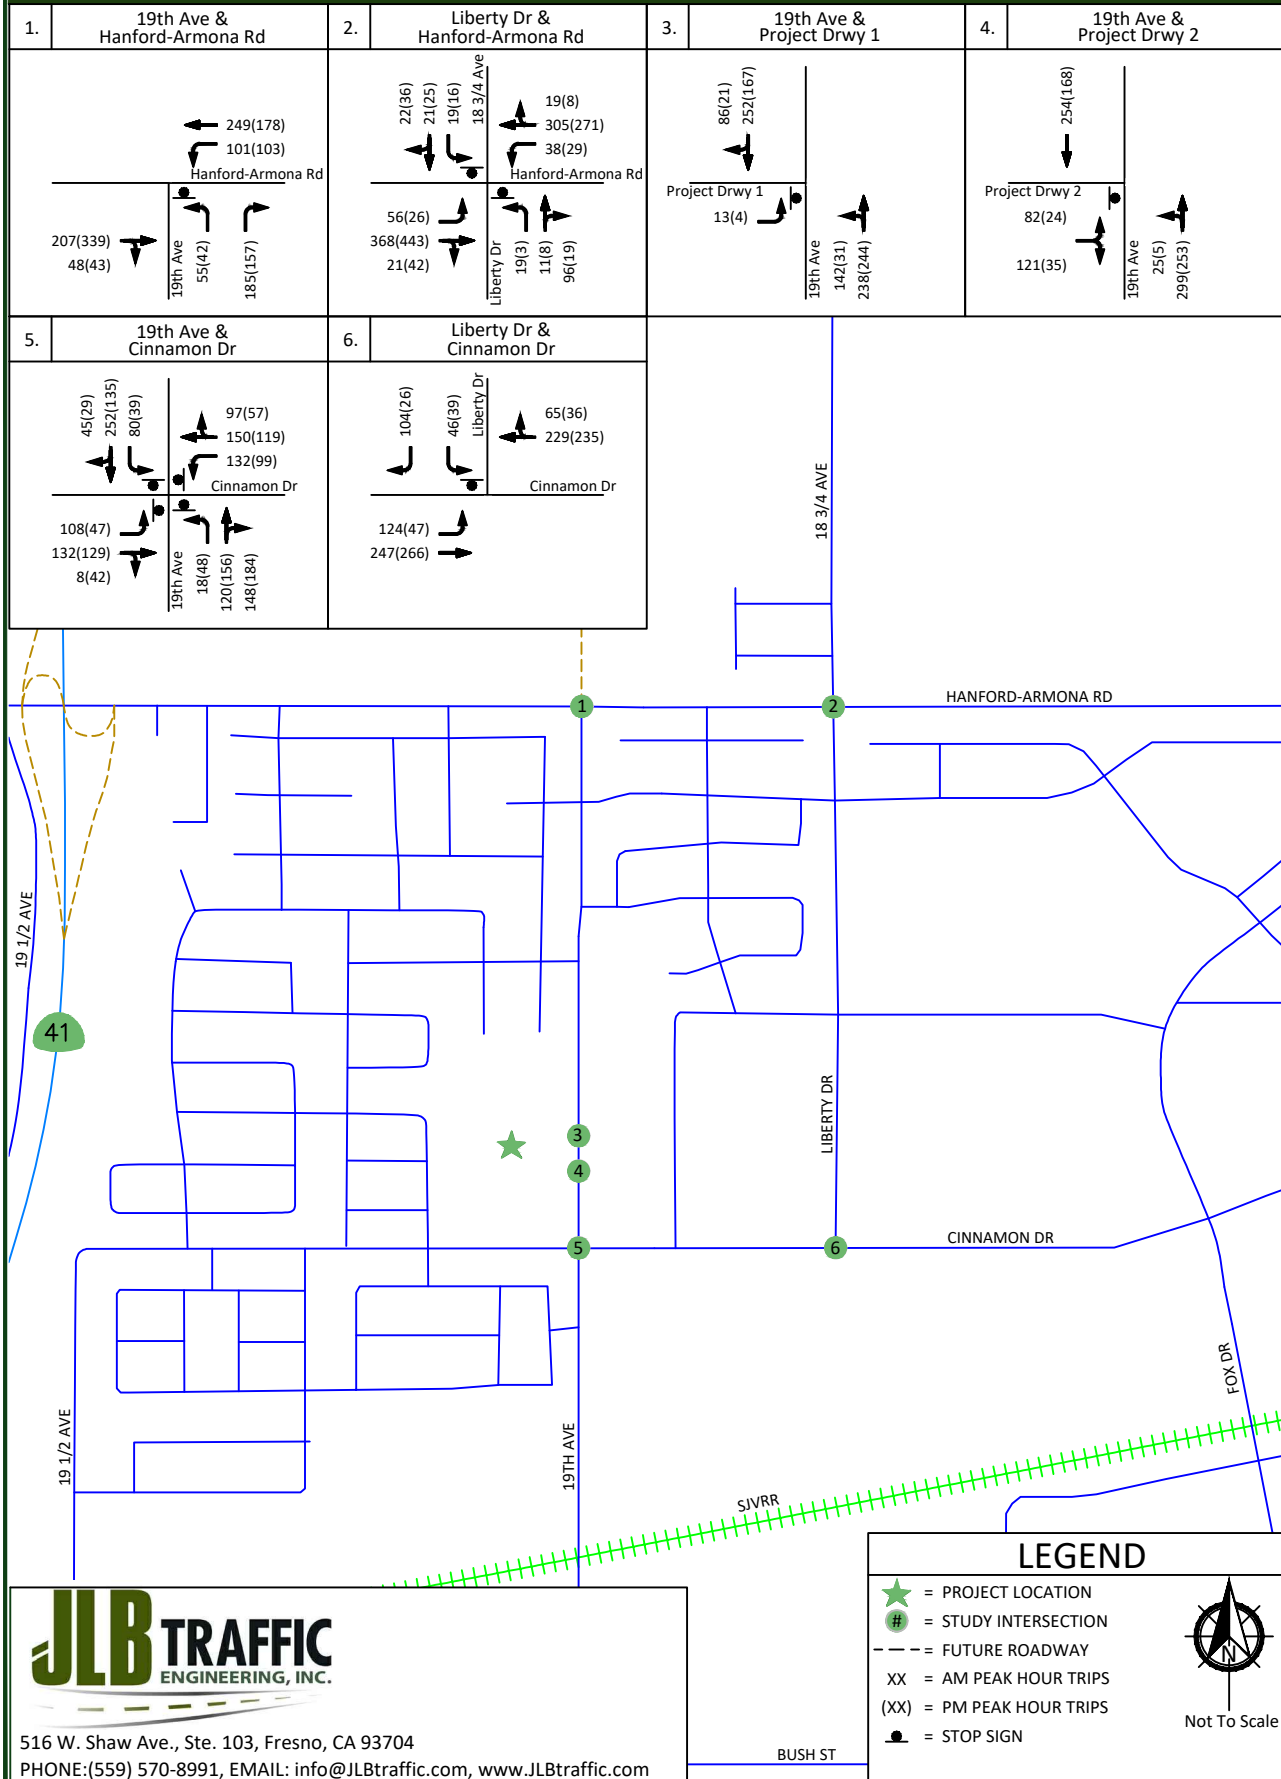 1.
19th Ave &
Hanford-Armona Rd
249(178)
101(103)
Hanford-Armona Rd
207(339)
48(43)
19th Ave
55(42)
185(157)
2.
Liberty Dr &
Hanford-Armona Rd
22(36)
21(25)
19(16)
18 3/4 Ave
19(8)
305(271)
38(29)
Hanford-Armona Rd
56(26)
368(443)
21(42)
Liberty Dr
19(3)
11(8)
96(19)
3.
19th Ave &
Project Drwy 1
86(21)
252(167)
Project Drwy 1
13(4)
19th Ave
142(31)
238(244)
4.
19th Ave &
Project Drwy 2
254(168)
Project Drwy 2
82(24)
121(35)
19th Ave
25(5)
299(253)
5.
19th Ave &
Cinnamon Dr
45(29)
252(135)
80(39)
97(57)
150(119)
132(99)
Cinnamon Dr
108(47)
132(129)
8(42)
19th Ave
18(48)
120(156)
148(184)
6.
Liberty Dr &
Cinnamon Dr
104(26)
46(39)
Liberty Dr
65(36)
229(235)
Cinnamon Dr
124(47)
247(266)
18 3/4 AVE
HANFORD-ARMONA RD
1
2
19 1/2 AVE
41
LIBERTY DR
3
4
5
6
CINNAMON DR
FOX DR
19 1/2 AVE
19TH AVE
SJVRR
BUSH ST
LEGEND
= PROJECT LOCATION
# = STUDY INTERSECTION
= FUTURE ROADWAY
XX = AM PEAK HOUR TRIPS
(XX) = PM PEAK HOUR TRIPS
= STOP SIGN
N
Not To Scale
JLB TRAFFIC
ENGINEERING, INC.
516 W. Shaw Ave., Ste. 103, Fresno, CA 93704
PHONE:(559) 570-8991, EMAIL: info@JLBtraffic.com, www.JLBtraffic.com